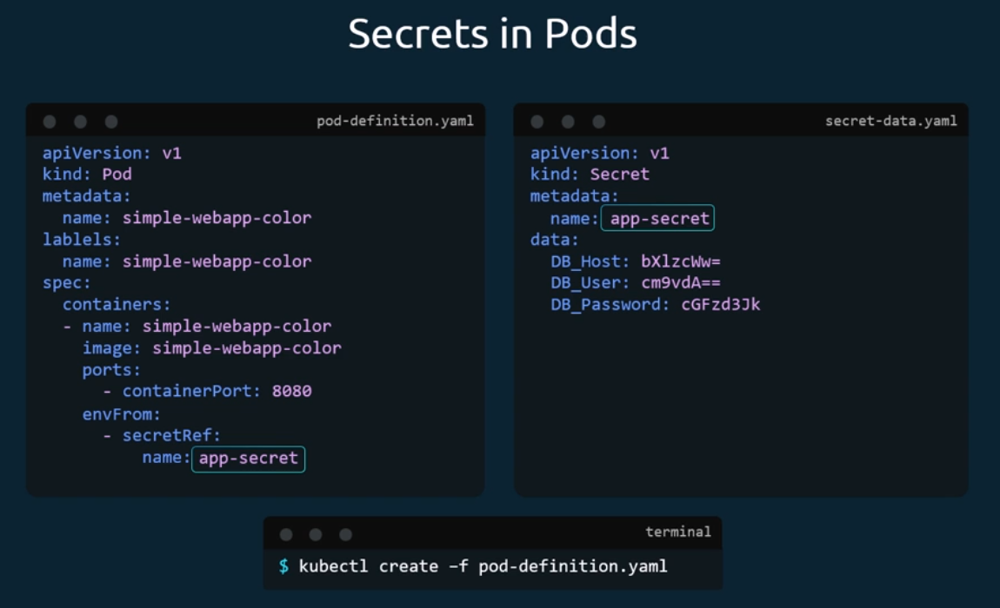 Secrets in Pods
pod-definition.yaml
apiVersion: v1
kind: Pod
metadata:
  name: simple-webapp-color
lablels:
  name: simple-webapp-color
spec:
  containers:
  - name: simple-webapp-color
    image: simple-webapp-color
    ports:
      - containerPort: 8080
    envFrom:
      - secretRef:
          name: app-secret
secret-data.yaml
apiVersion: v1
kind: Secret
metadata:
  name: app-secret
data:
  DB_Host: bXlzcWw=
  DB_User: cm9vdA==
  DB_Password: cGFzd3Jk
terminal
$ kubectl create –f pod-definition.yaml